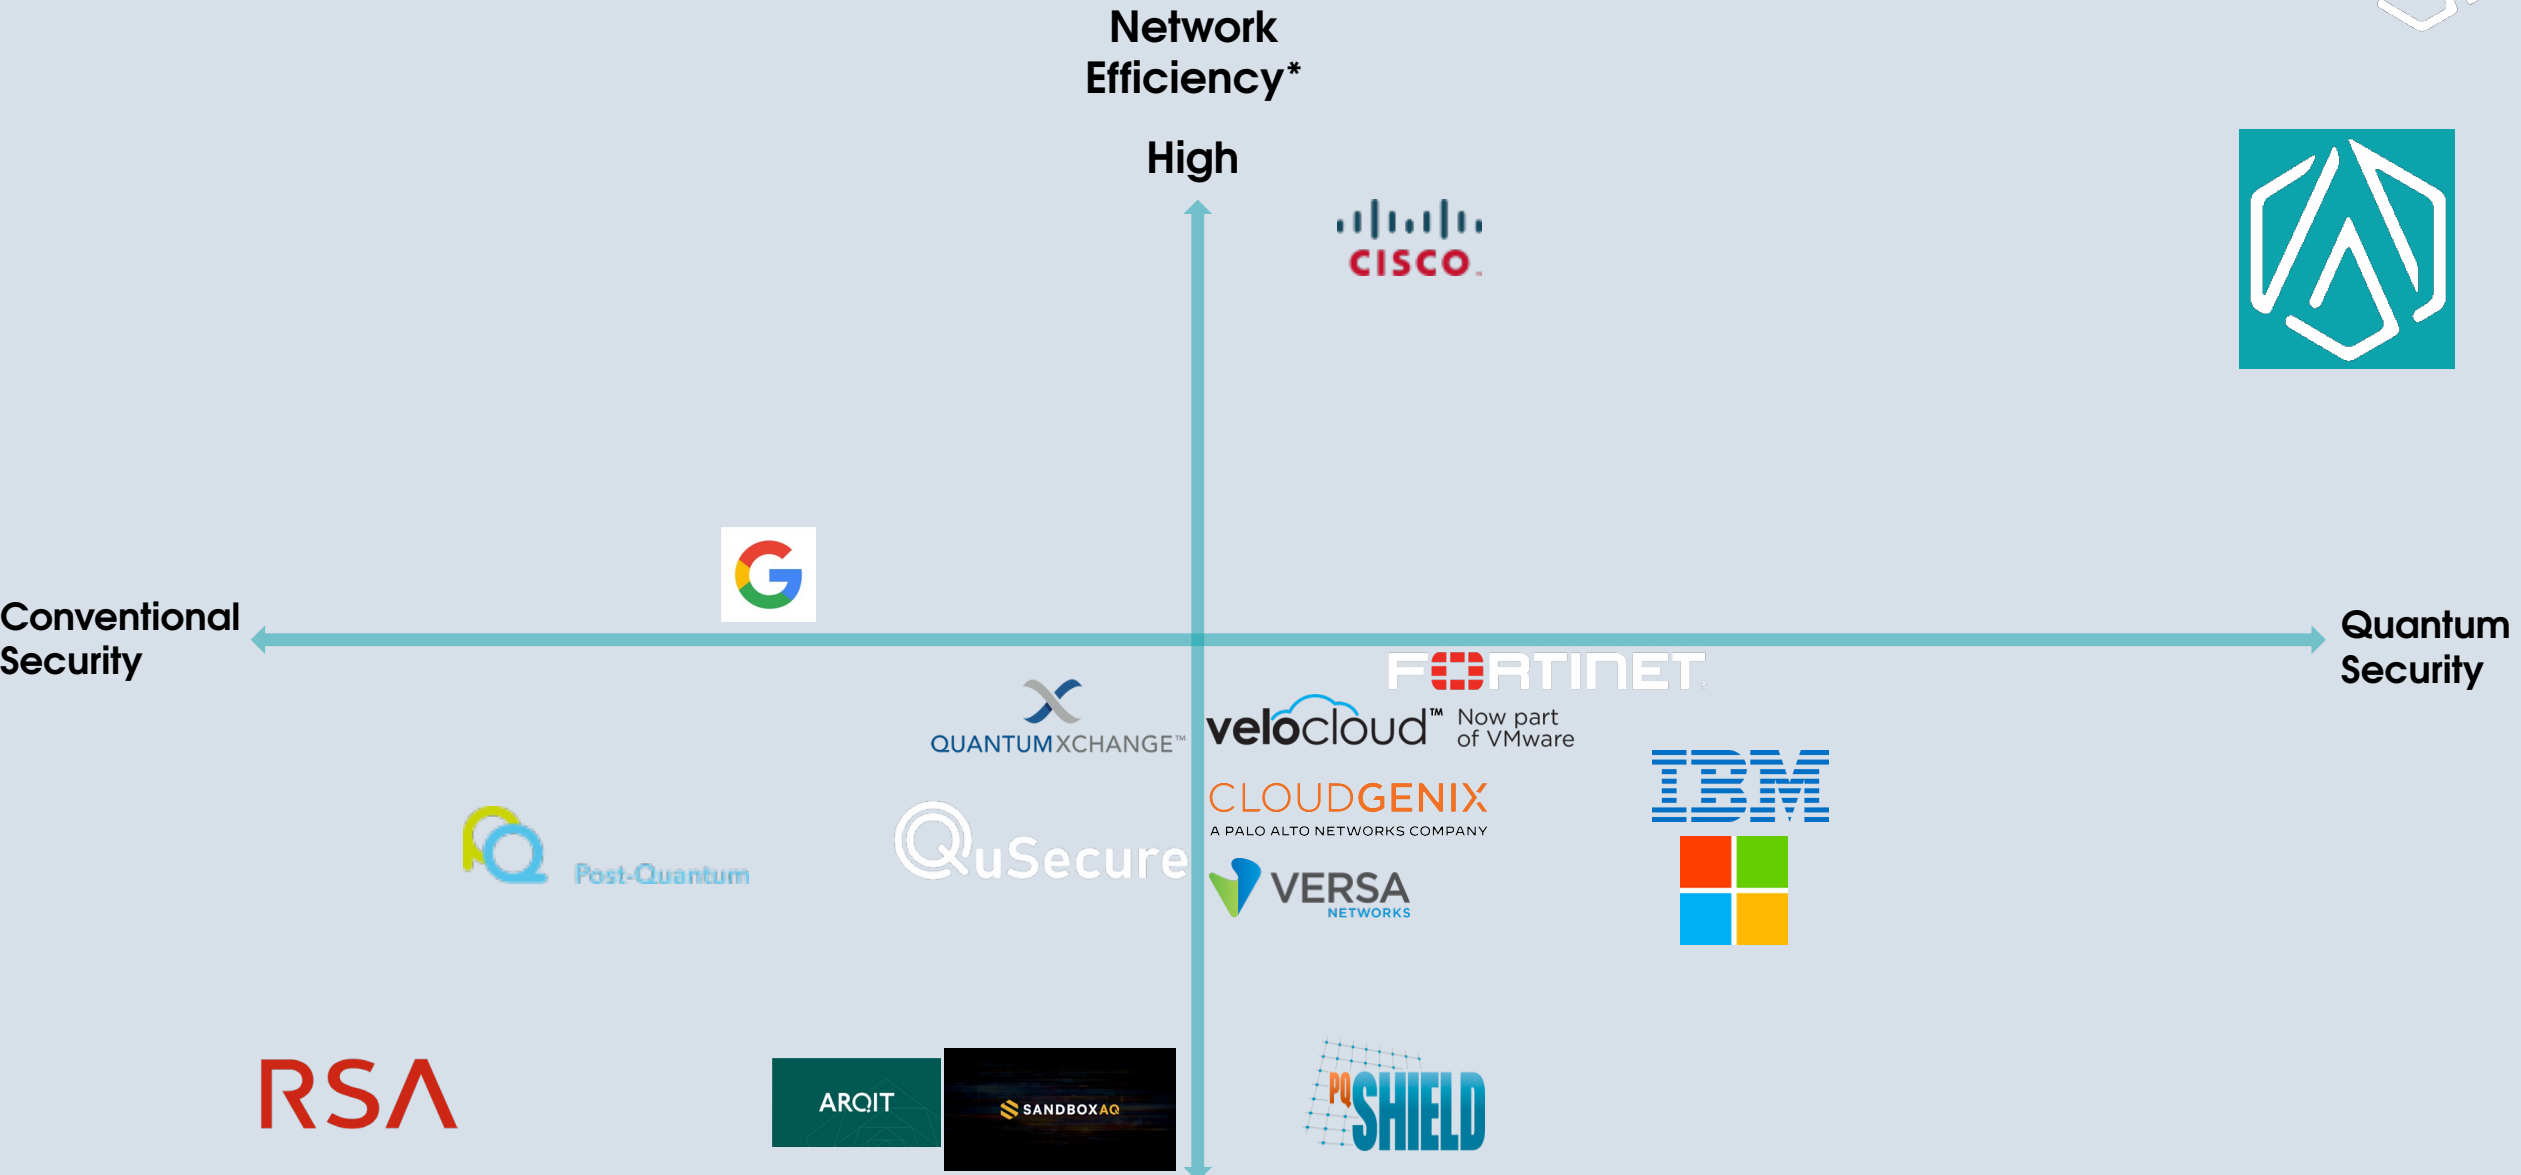 Network
Efficiency*
High
CISCO
Conventional
Security
Quantum
Security
FORTINET
QUANTUMXCHANGE™
velocloud™ Now part
of VMware
CLOUDGENIX
A PALO ALTO NETWORKS COMPANY
IBM
Post-Quantum
QuSecure
VERSA
NETWORKS
RSA
ARQIT
SANDBOXAQ
PQ
SHIELD